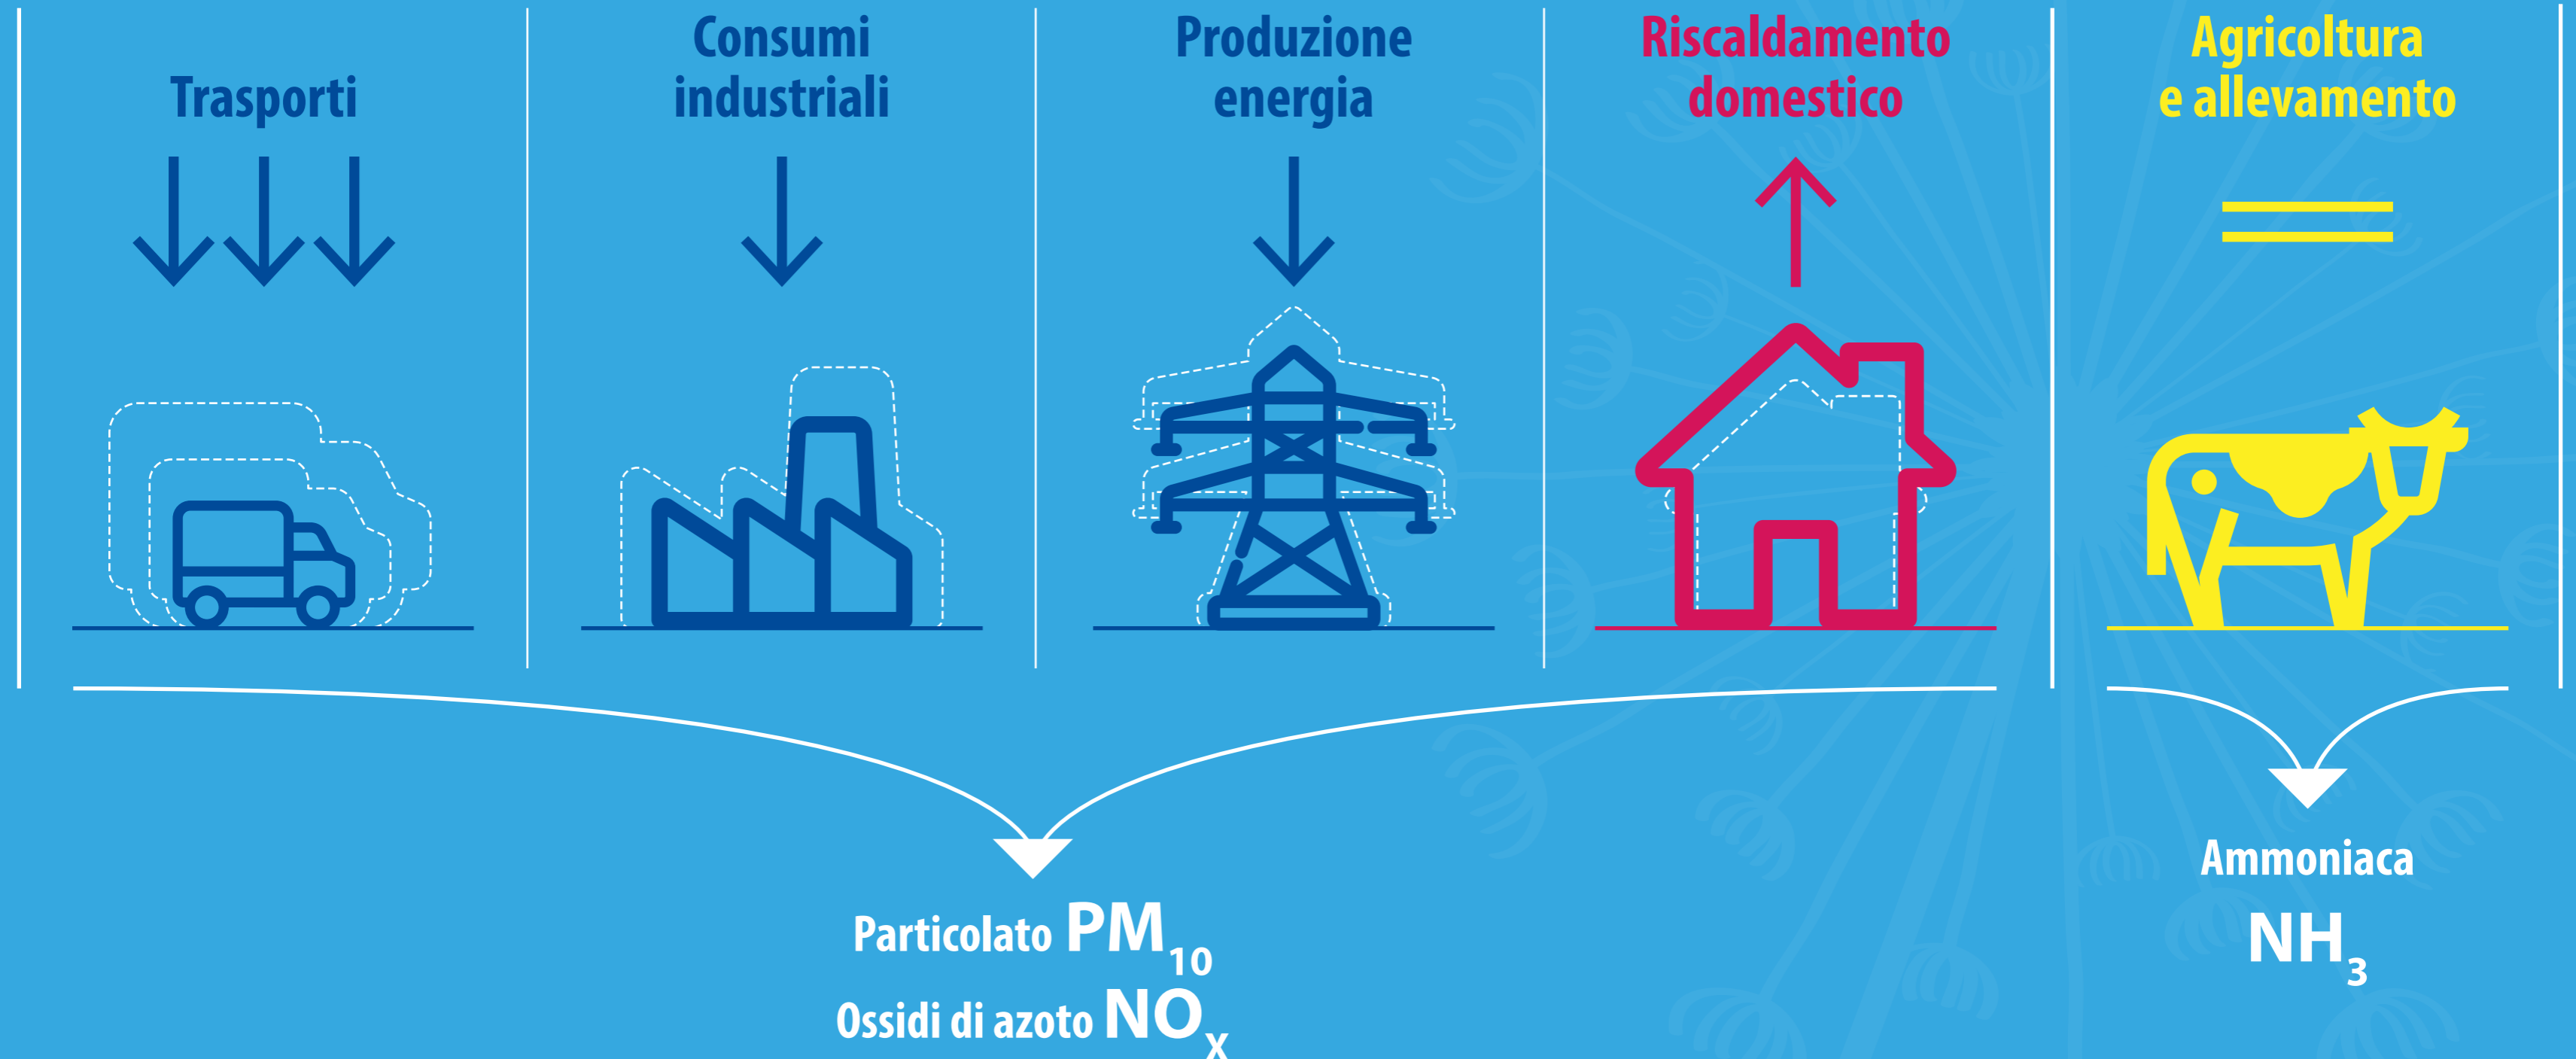 Trasporti
Consumi
industriali
Produzione
energia
Riscaldamento
domestico
Agricoltura
e allevamento
Particolato PM10
Ossidi di azoto NOx
Ammoniaca
NH3